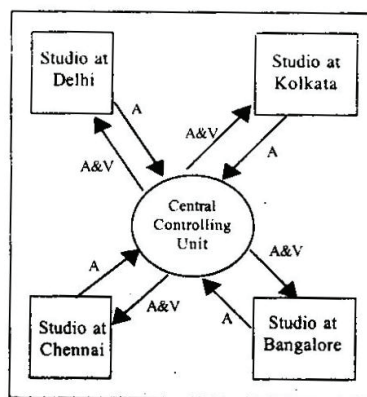 Studio at
Delhi
Studio at
Kolkata
A
A&V
A&V
A
Central
Controlling
Unit
A
A&V
A&V
A
Studio at
Chennai
Studio at
Bangalore